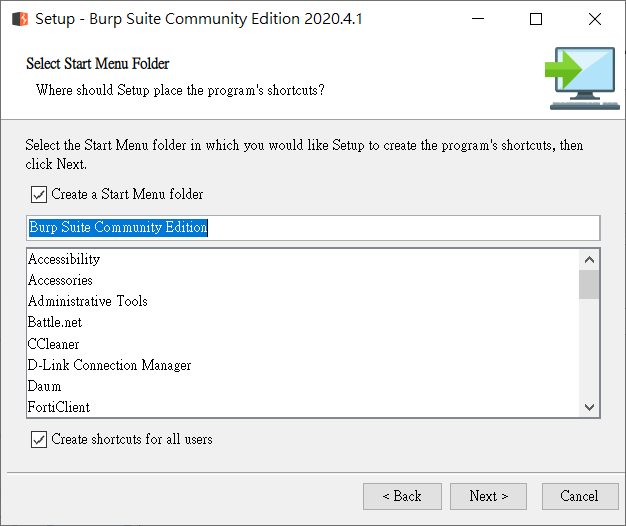 Setup - Burp Suite Community Edition 2020.4.1
Select Start Menu Folder
Where should Setup place the program's shortcuts?
Select the Start Menu folder in which you would like Setup to create the program's shortcuts, then
click Next.
Create a Start Menu folder
Burp Suite Community Edition
Accessibility
Accessories
Administrative Tools
Battle.net
CCleaner
D-Link Connection Manager
Daum
FortiClient
Create shortcuts for all users
< Back
Next >
Cancel